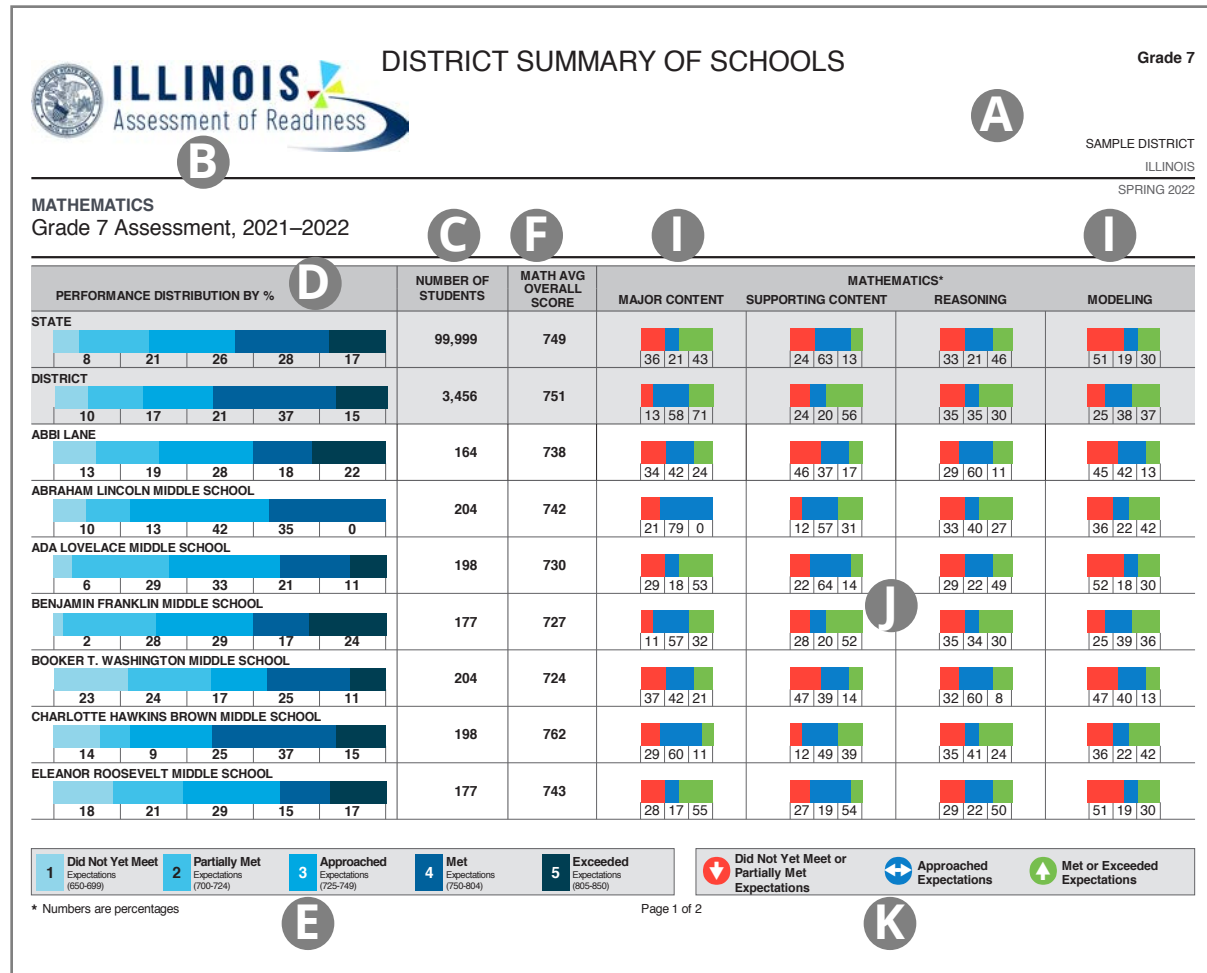 DISTRICT SUMMARY OF SCHOOLS
Grade 7
ILLINOIS
Assessment of Readiness
A
B
SAMPLE DISTRICT
ILLINOIS
SPRING 2022
MATHEMATICS
Grade 7 Assessment, 2021–2022
C F I I
D
PERFORMANCE DISTRIBUTION BY %
NUMBER OF
STUDENTS
MATH AVG
OVERALL
SCORE
MATHEMATICS*
MAJOR CONTENT SUPPORTING CONTENT REASONING MODELING
STATE
8 21 26 28 17 99,999 749 36 21 43 24 63 13 33 21 46 51 19 30
DISTRICT
10 17 21 37 15 3,456 751 13 58 71 24 20 56 35 35 30 25 38 37
ABBI LANE
13 19 28 18 22 164 738 34 42 24 46 37 17 29 60 11 45 42 13
ABRAHAM LINCOLN MIDDLE SCHOOL
10 13 42 35 0 204 742 21 79 0 12 57 31 33 40 27 36 22 42
ADA LOVELACE MIDDLE SCHOOL
6 29 33 21 11 198 730 29 18 53 22 64 14 29 22 49 52 18 30
BENJAMIN FRANKLIN MIDDLE SCHOOL
J
2 28 29 17 24 177 727 11 57 32 28 20 52 35 34 30 25 39 36
BOOKER T. WASHINGTON MIDDLE SCHOOL
23 24 17 25 11 204 724 37 42 21 47 39 14 32 60 8 47 40 13
CHARLOTTE HAWKINS BROWN MIDDLE SCHOOL
14 9 25 37 15 198 762 29 60 11 12 49 39 35 41 24 36 22 42
ELEANOR ROOSEVELT MIDDLE SCHOOL
18 21 29 15 17 177 743 28 17 55 27 19 54 29 22 50 51 19 30
1 Did Not Yet Meet
Expectations
(650-699)
2 Partially Met
Expectations
(700-724)
3 Approached
Expectations
(725-749)
4 Met
Expectations
(750-804)
5 Exceeded
Expectations
(805-850)
Did Not Yet Meet or
Partially Met
Expectations
Approached
Expectations
Met or Exceeded
Expectations
* Numbers are percentages
Page 1 of 2
E
K